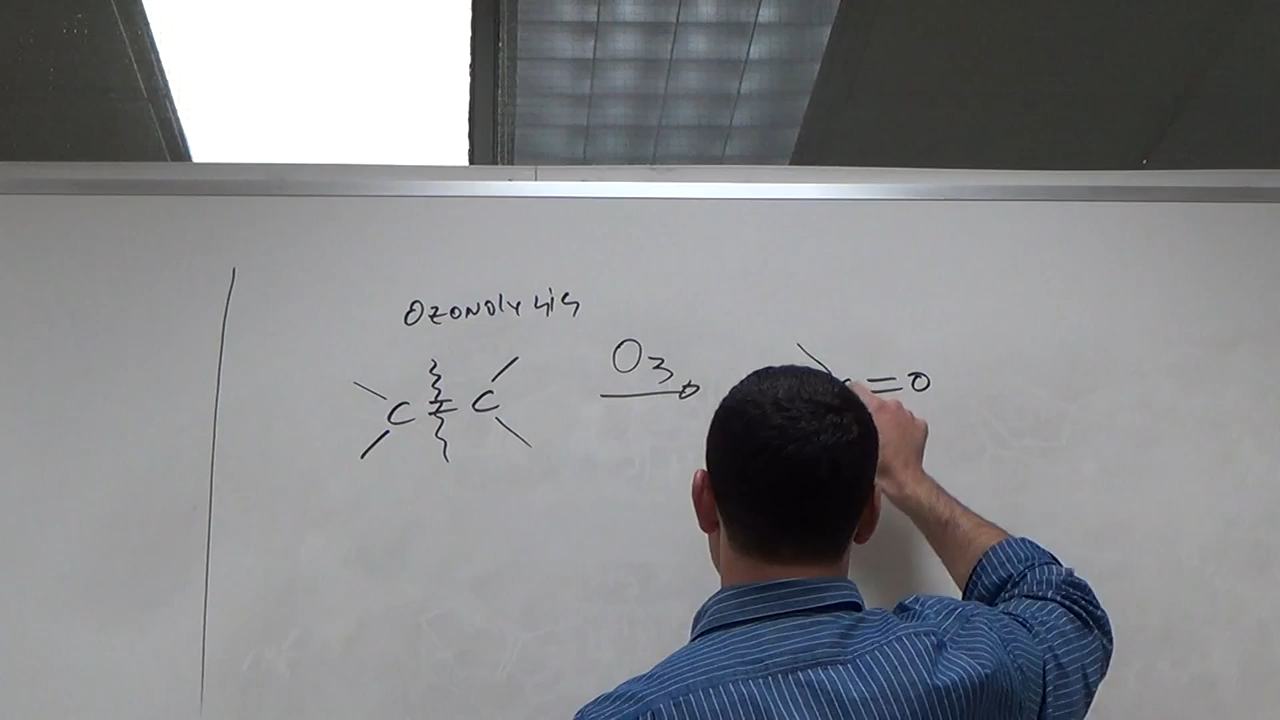 Ozonolysis
O3
C = C
= O